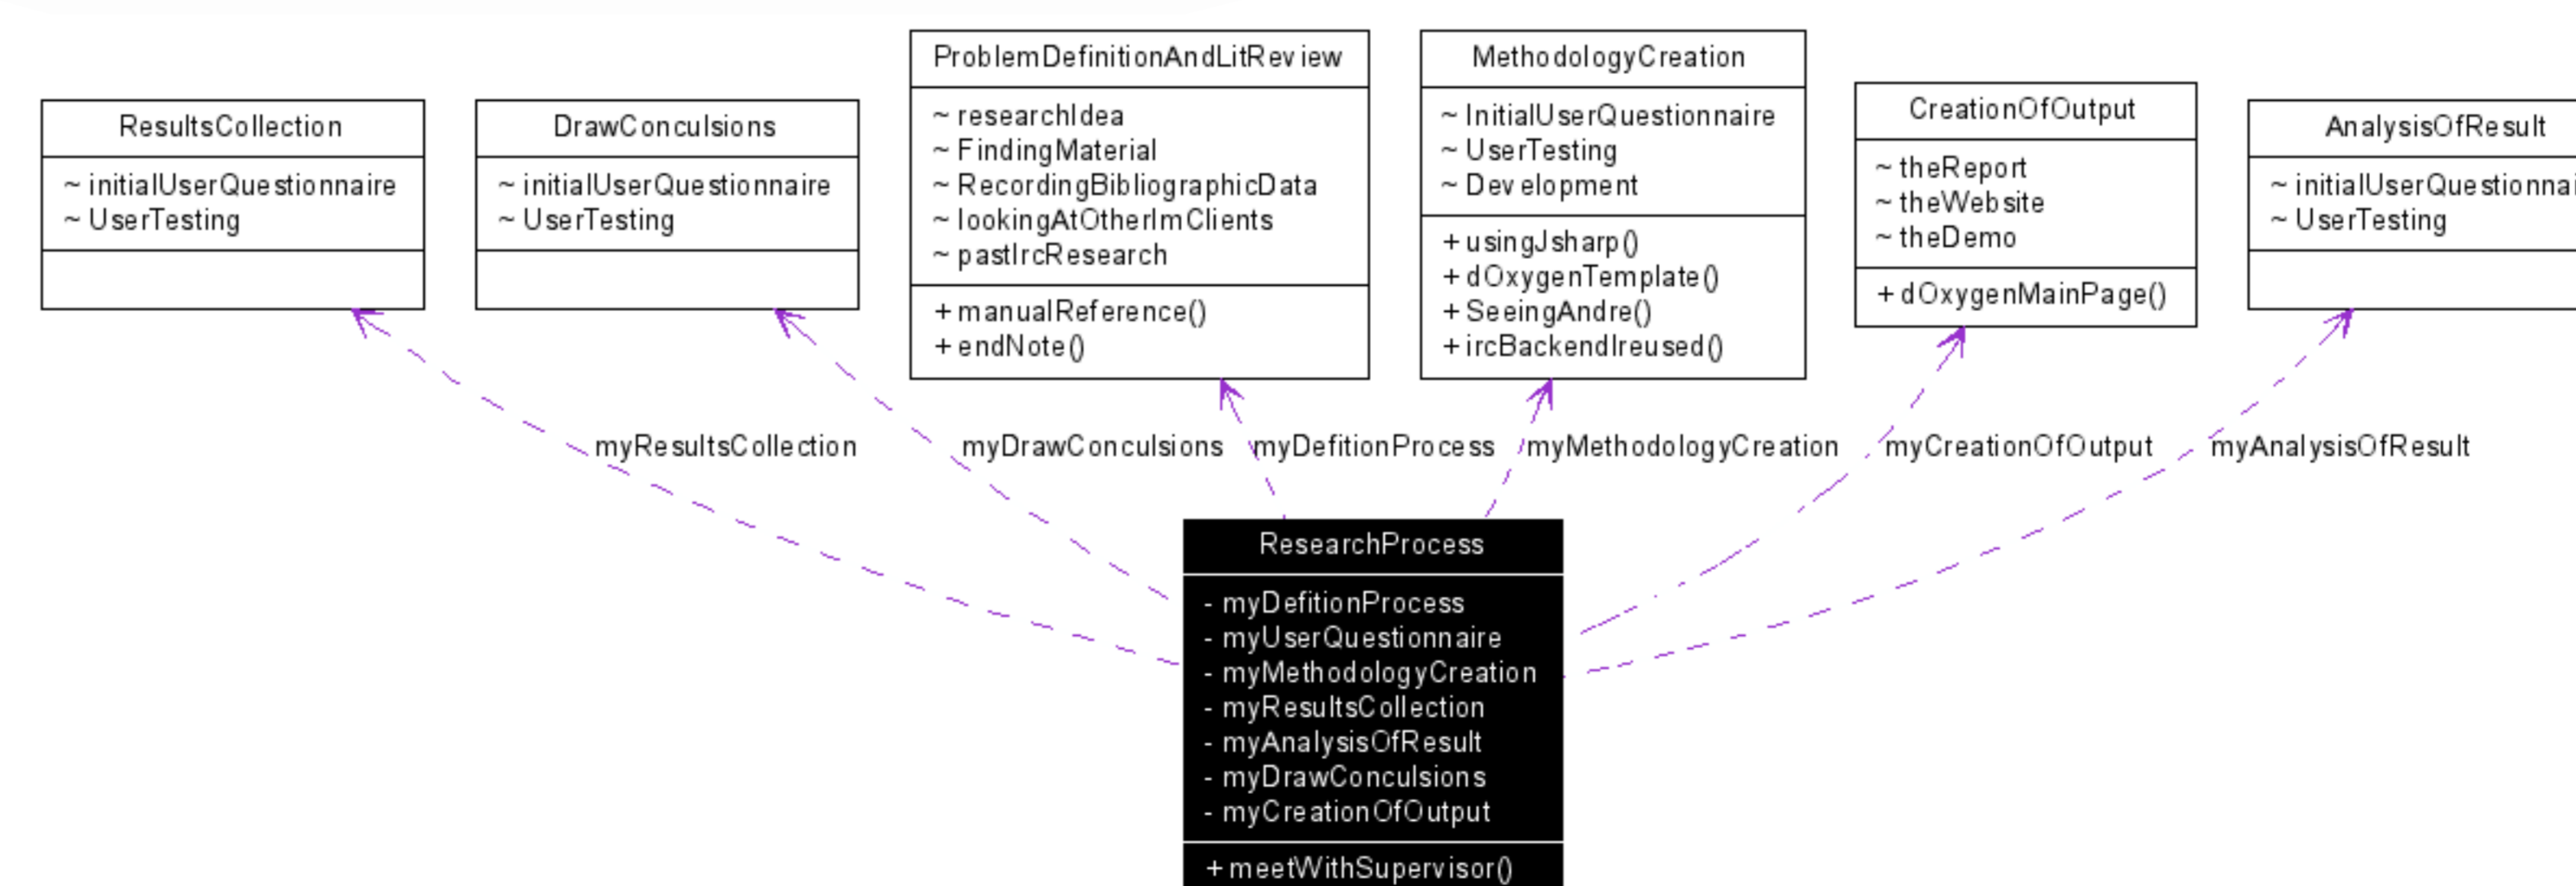 ResultsCollection
~ initialUserQuestionnaire
~ UserTesting
DrawConculsions
~ initialUserQuestionnaire
~ UserTesting
ProblemDefinitionAndLitReview
~ researchIdea
~ FindingMaterial
~ RecordingBibliographicData
~ lookingAtOtherImClients
~ pastIrcResearch
+ manualReference()
+ endNote()
MethodologyCreation
~ InitialUserQuestionnaire
~ UserTesting
~ Development
+ usingJsharp()
+ dOxygenTemplate()
+ SeeingAndre()
+ ircBackendIreused()
CreationOfOutput
~ theReport
~ theWebsite
~ theDemo
+ dOxygenMainPage()
AnalysisOfResult
~ initialUserQuestionnai
~ UserTesting
myResultsCollection
myDrawConculsions
myDefitionProcess
myMethodologyCreation
myCreationOfOutput
myAnalysisOfResult
ResearchProcess
- myDefitionProcess
- myUserQuestionnaire
- myMethodologyCreation
- myResultsCollection
- myAnalysisOfResult
- myDrawConculsions
- myCreationOfOutput
+ meetWithSupervisor()